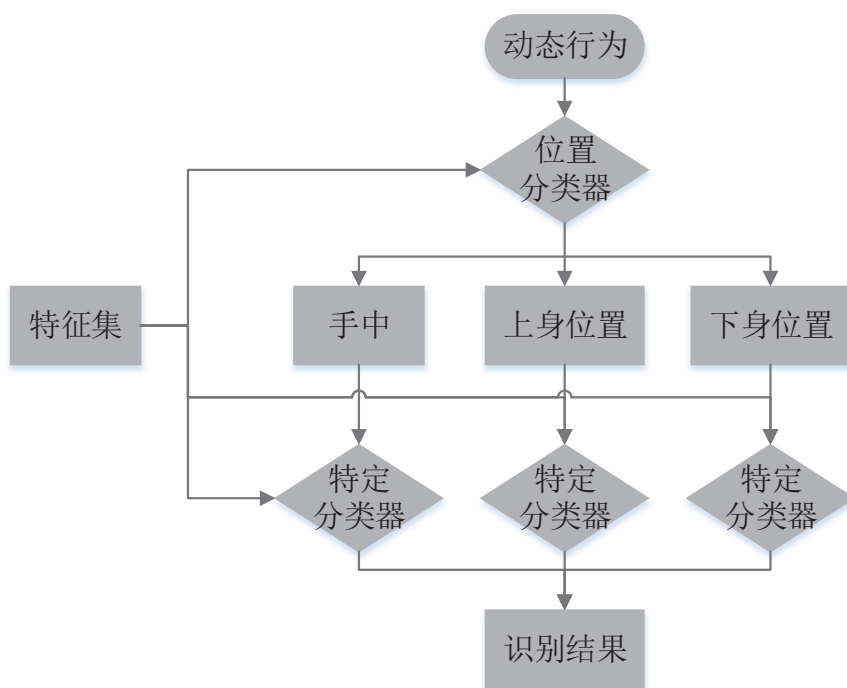 动态行为
位置
分类器
特征集
手中
上身位置
下身位置
特定
分类器
特定
分类器
特定
分类器
识别结果